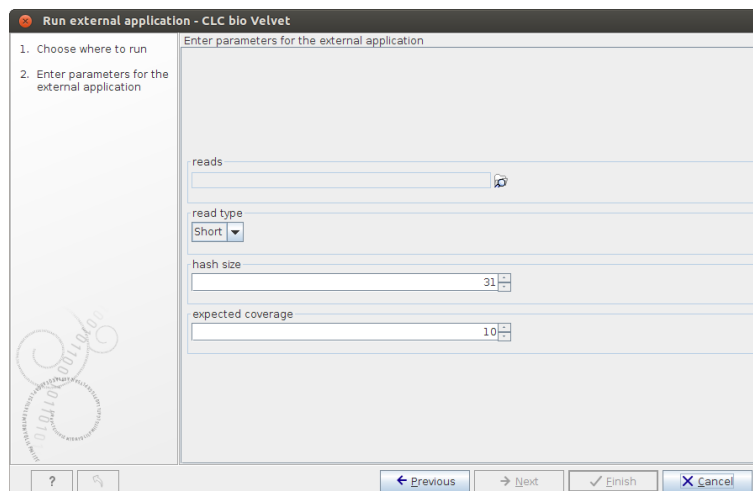 Run external application - CLC bio Velvet
1. Choose where to run
2. Enter parameters for the
external application
Enter parameters for the external application
reads
read type
Short
hash size
31
expected coverage
10
?
Previous
Next
Finish
Cancel